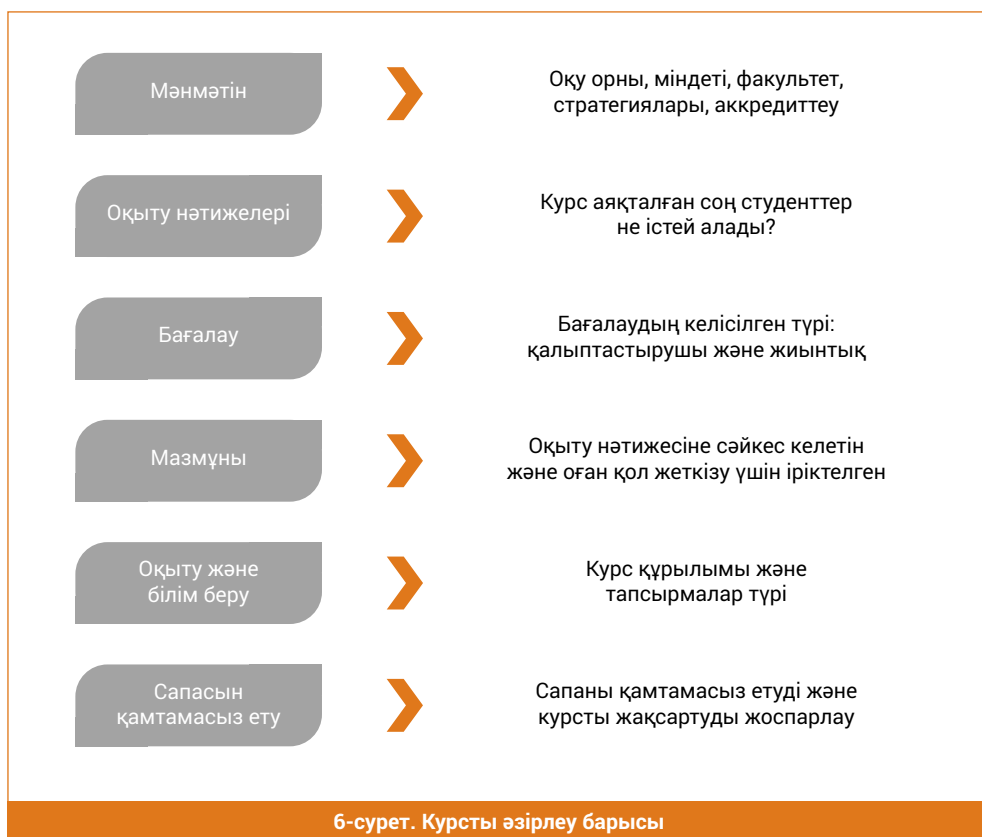 Мәнмәтін
Оқу орны, міндеті, факультет,
стратегиялары, аккредиттеу
Оқыту нәтижелері
Курс аяқталған соң студенттер
не істей алады?
Бағалау
Бағалаудың келісілген түрі:
қалыптастырушы және жиынтық
Мазмұны
Оқыту нәтижесіне сәйкес келетін
және оған қол жеткізу үшін іріктелген
Оқыту және
білім беру
Курс құрылымы және
тапсырмалар түрі
Сапасын
қамтамасыз ету
Сапаны қамтамасыз етуді және
курсты жақсартуды жоспарлау
6-сурет. Курсты әзірлеу барысы